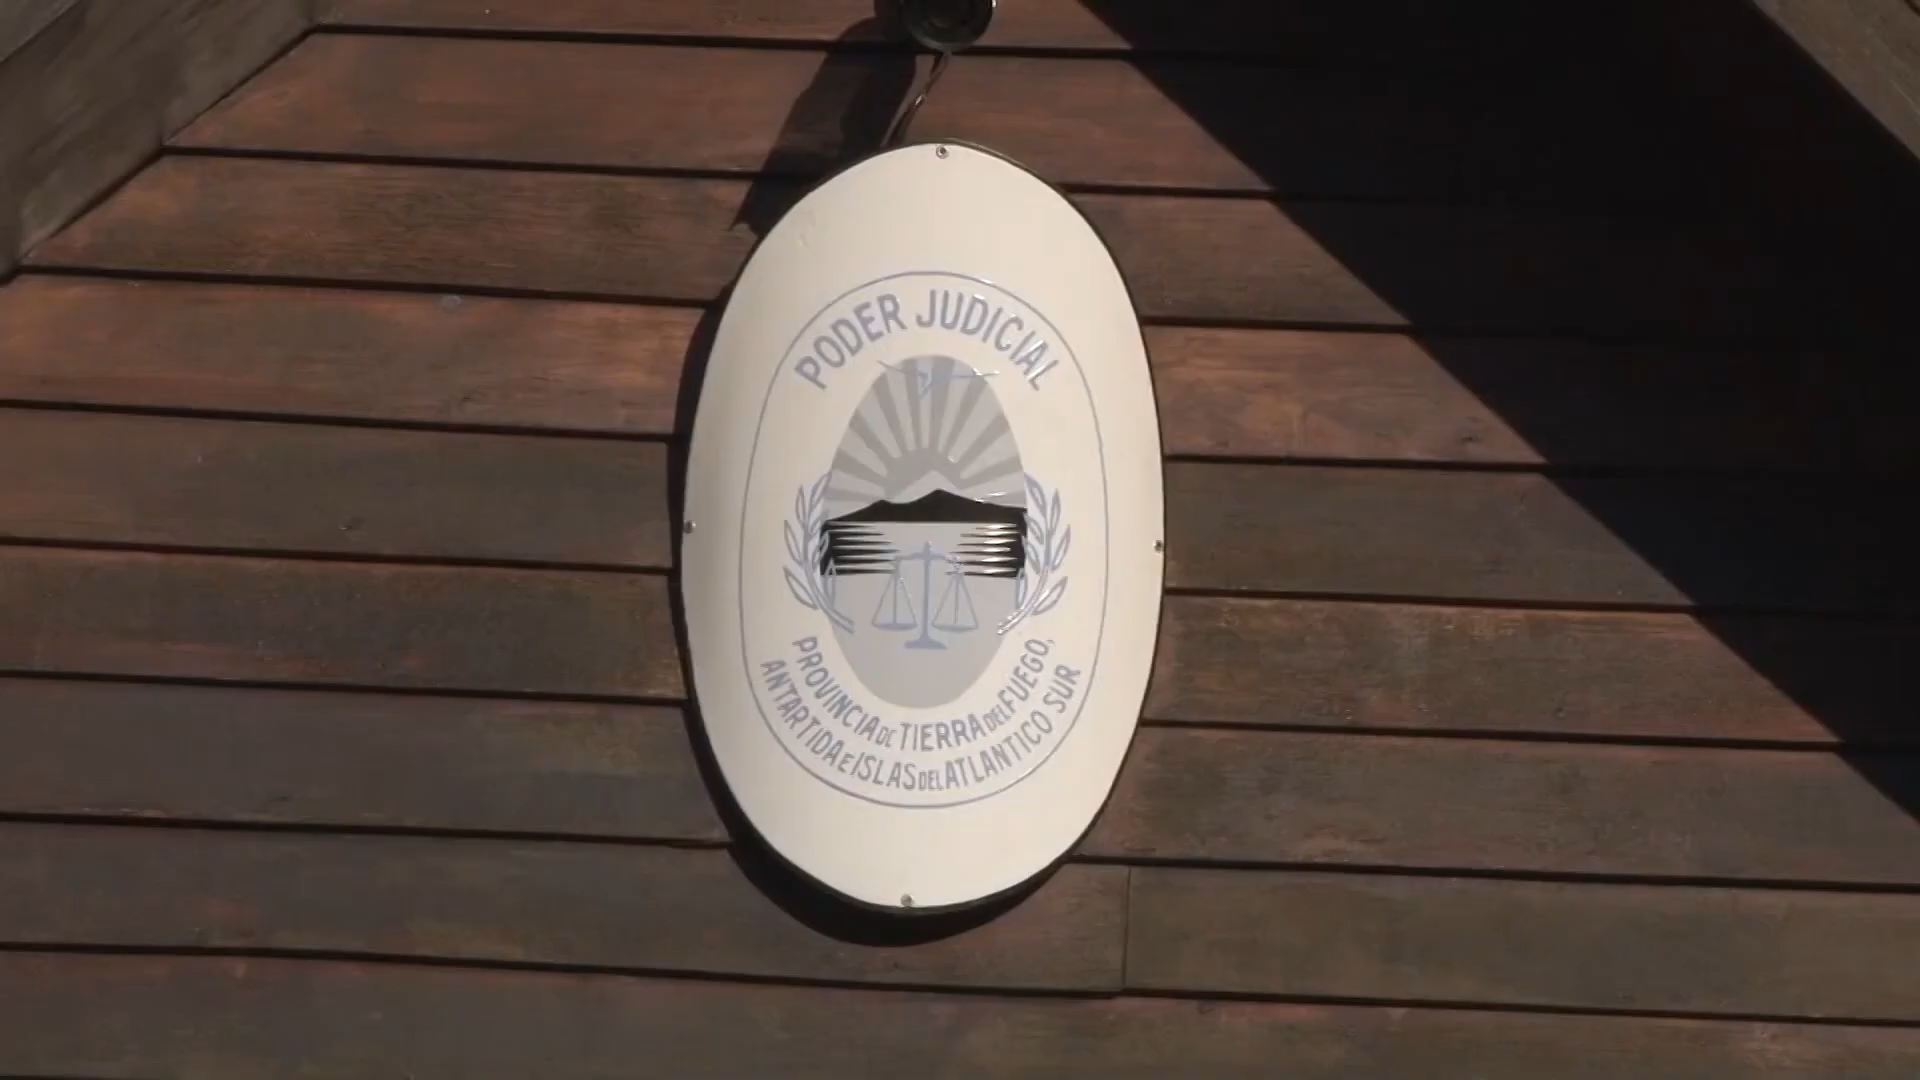 PODER JUDICIAL
PROVINCIA DE TIERRA DEL FUEGO,
ANTARTIDA E ISLAS DEL ATLANTICO SUR